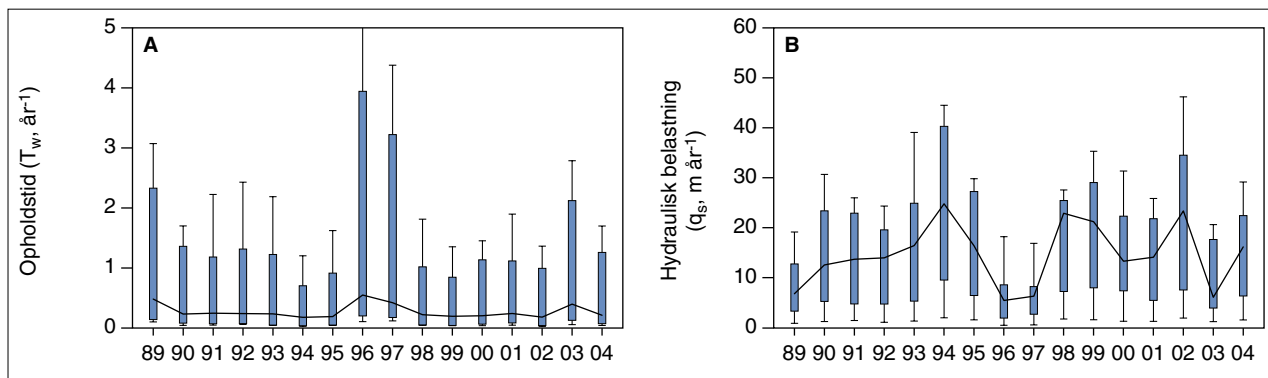 A
Opholdstid (Tw, år-1)
5
4
3
2
1
0
89 90 91 92 93 94 95 96 97 98 99 00 01 02 03 04
B
Hydraulisk belastning
(qs, m år-1)
60
50
40
30
20
10
0
89 90 91 92 93 94 95 96 97 98 99 00 01 02 03 04